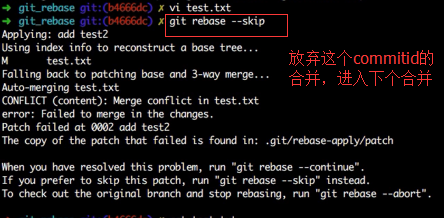 → git_rebase git:(b4666dc) ✗ vi test.txt
→ git_rebase git:(b4666dc) ✗ git rebase --skip
Applying: add test2
Using index info to reconstruct a base tree...
M test.txt
Falling back to patching base and 3-way merge...
Auto-merging test.txt
CONFLICT (content): Merge conflict in test.txt
error: Failed to merge in the changes.
Patch failed at 0002 add test2
The copy of the patch that failed is found in: .git/rebase-apply/patch
When you have resolved this problem, run "git rebase --continue".
If you prefer to skip this patch, run "git rebase --skip" instead.
To check out the original branch and stop rebasing, run "git rebase --abort".
放弃这个commitid的
合并，进入下个合并